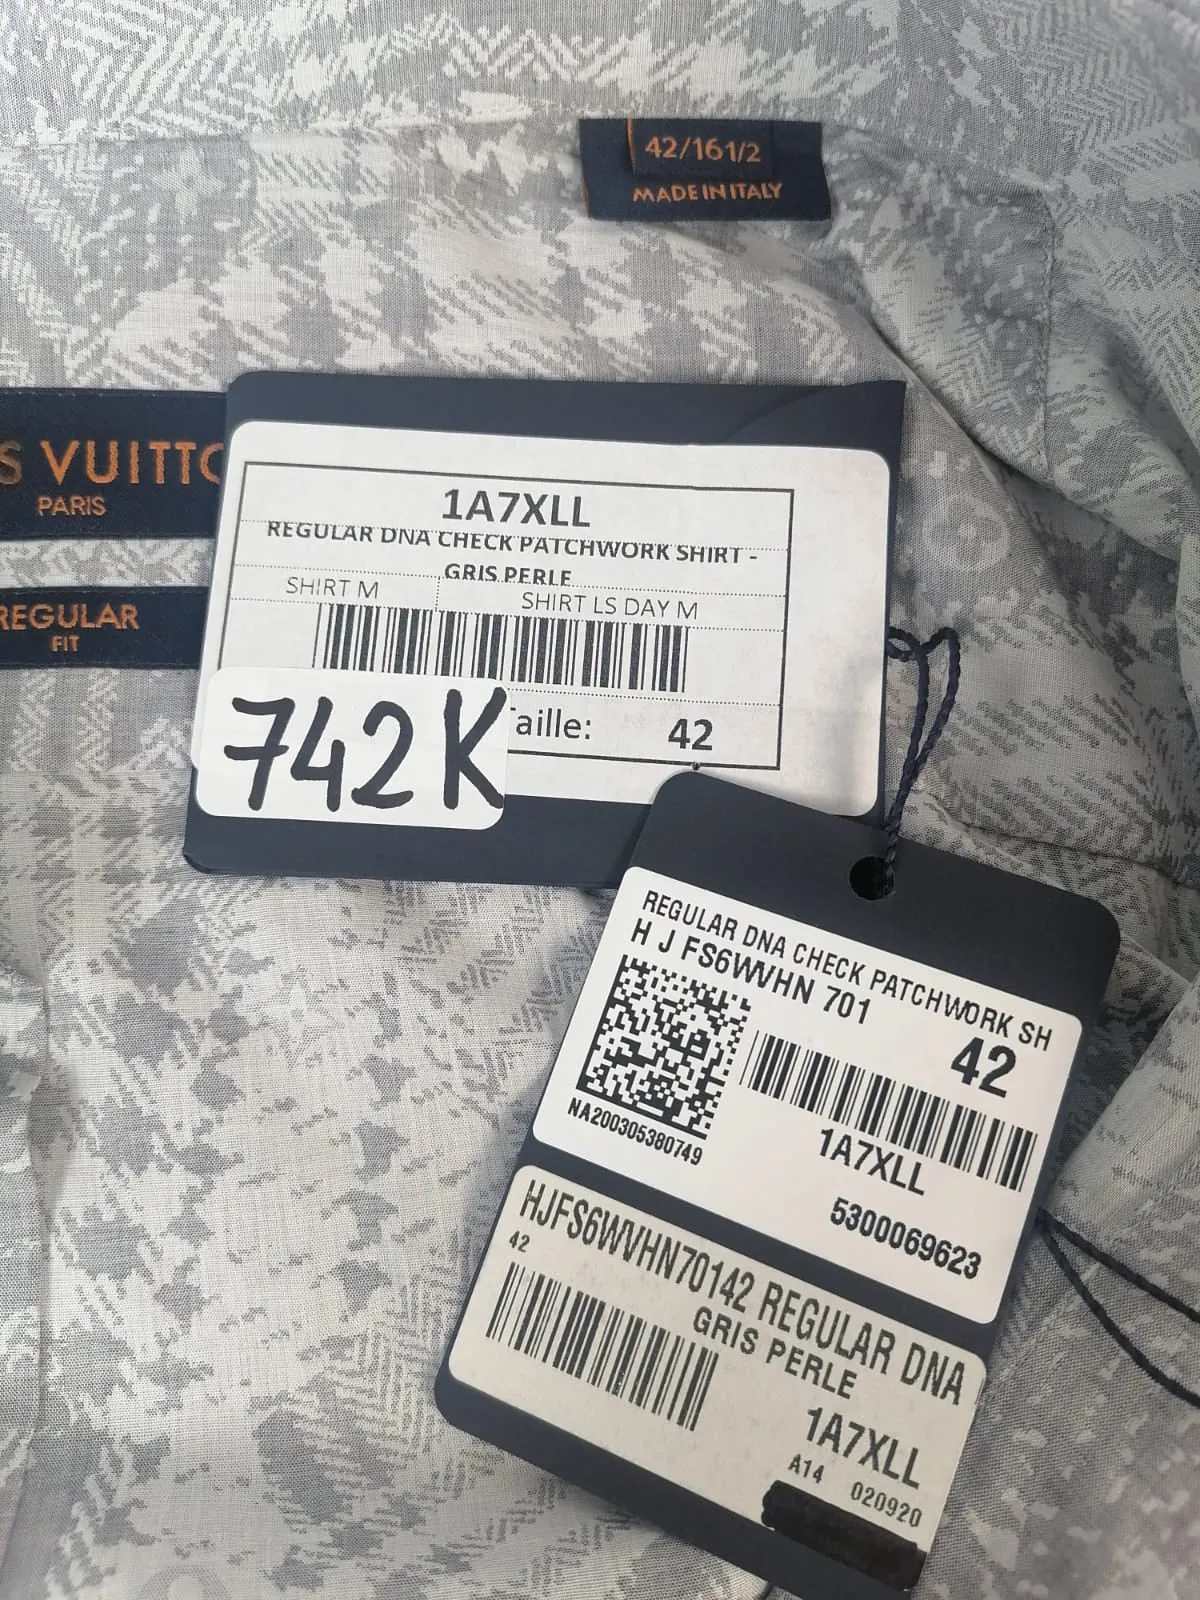 42/16 1/2
MADE IN ITALY
S VUITTO
PARIS
REGULAR
FIT
1A7XLL
REGULAR DNA CHECK PATCHWORK SHIRT -
GRIS PERLE
SHIRT M
SHIRT LS DAY M
742K
aille: 42
REGULAR DNA CHECK PATCHWORK SH
H J FS6WVHN 701
42
NA200305380749
1A7XLL
5300069623
HJFS6WVHN70142 REGULAR DNA
42
GRIS PERLE
1A7XLL
A14 020920